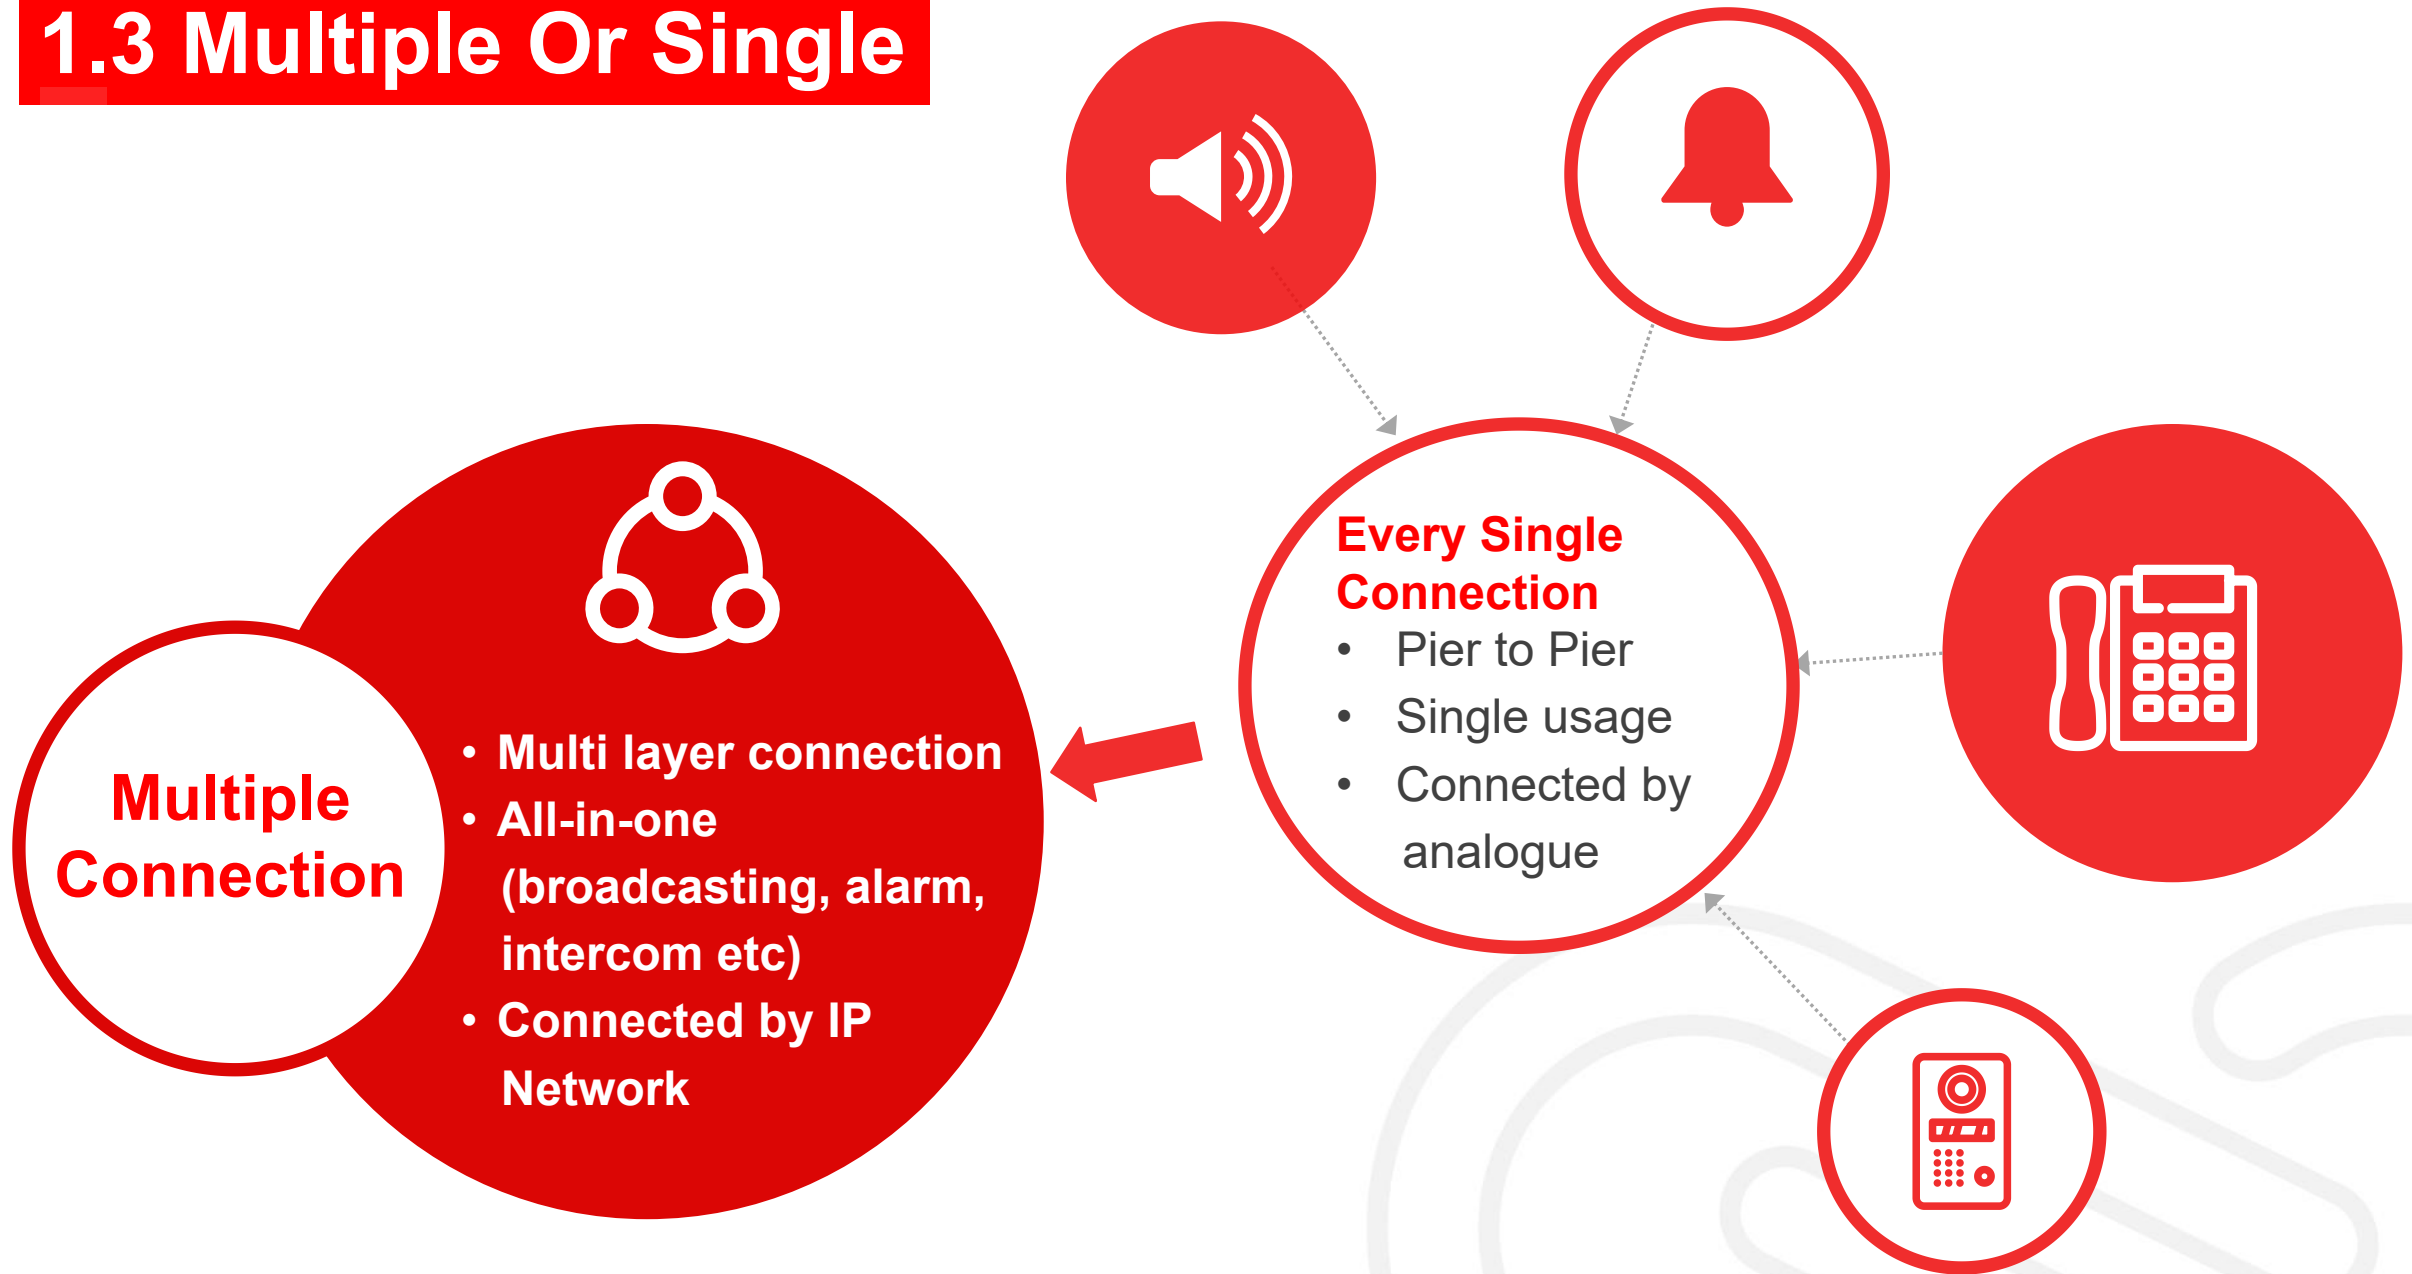 1.3 Multiple Or Single
Multiple
Connection
• Multi layer connection
• All-in-one
(broadcasting, alarm,
intercom etc)
• Connected by IP
Network
Every Single
Connection
• Pier to Pier
• Single usage
• Connected by
analogue